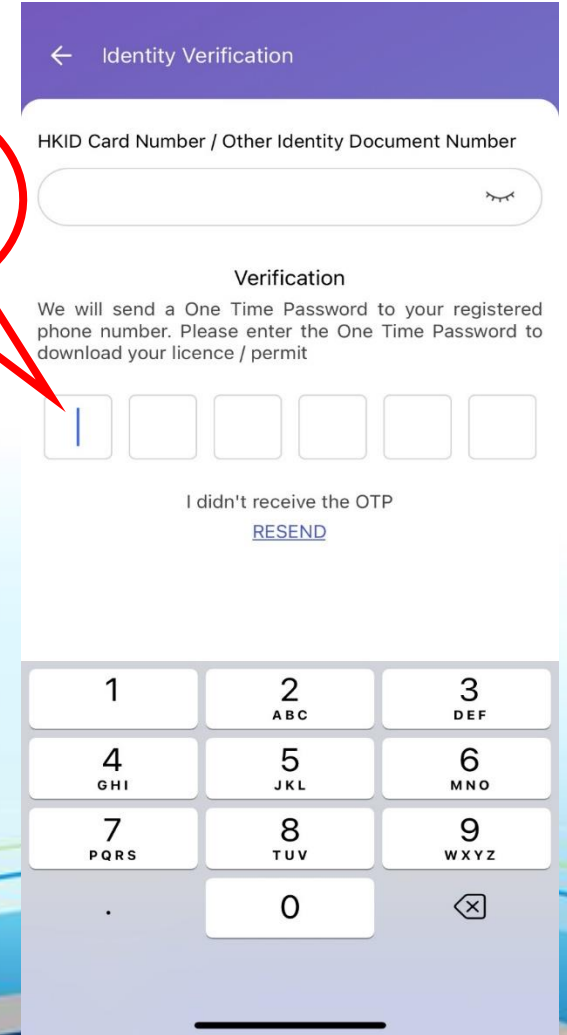 Identity Verification
HKID Card Number / Other Identity Document Number
Verification
We will send a One Time Password to your registered
phone number. Please enter the One Time Password to
download your licence / permit
I didn't receive the OTP
RESEND
1
2
ABC
3
DEF
4
GHI
5
JKL
6
MNO
7
PQRS
8
TUV
9
WXYZ
.
0